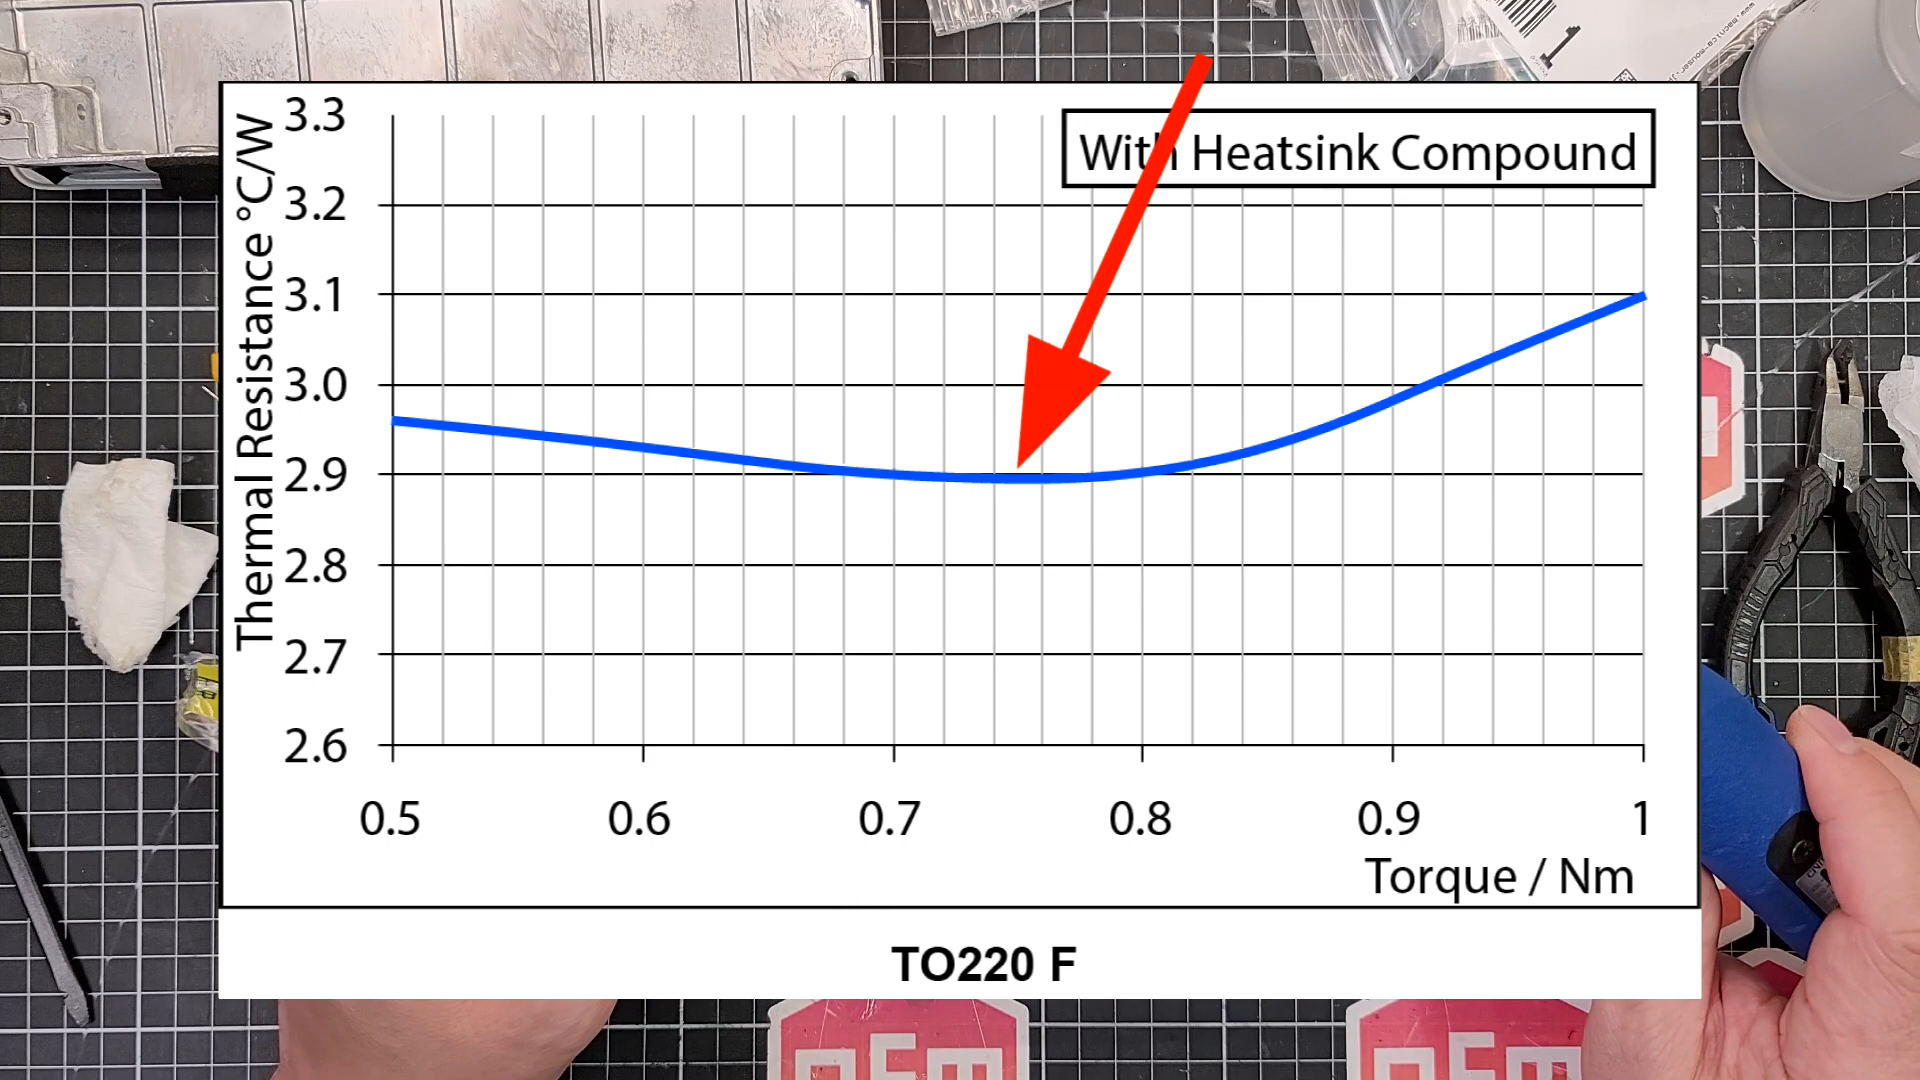 With Heatsink Compound
Thermal Resistance °C/W
3.3
3.2
3.1
3.0
2.9
2.8
2.7
2.6
0.5 0.6 0.7 0.8 0.9 1
Torque / Nm
TO220 F